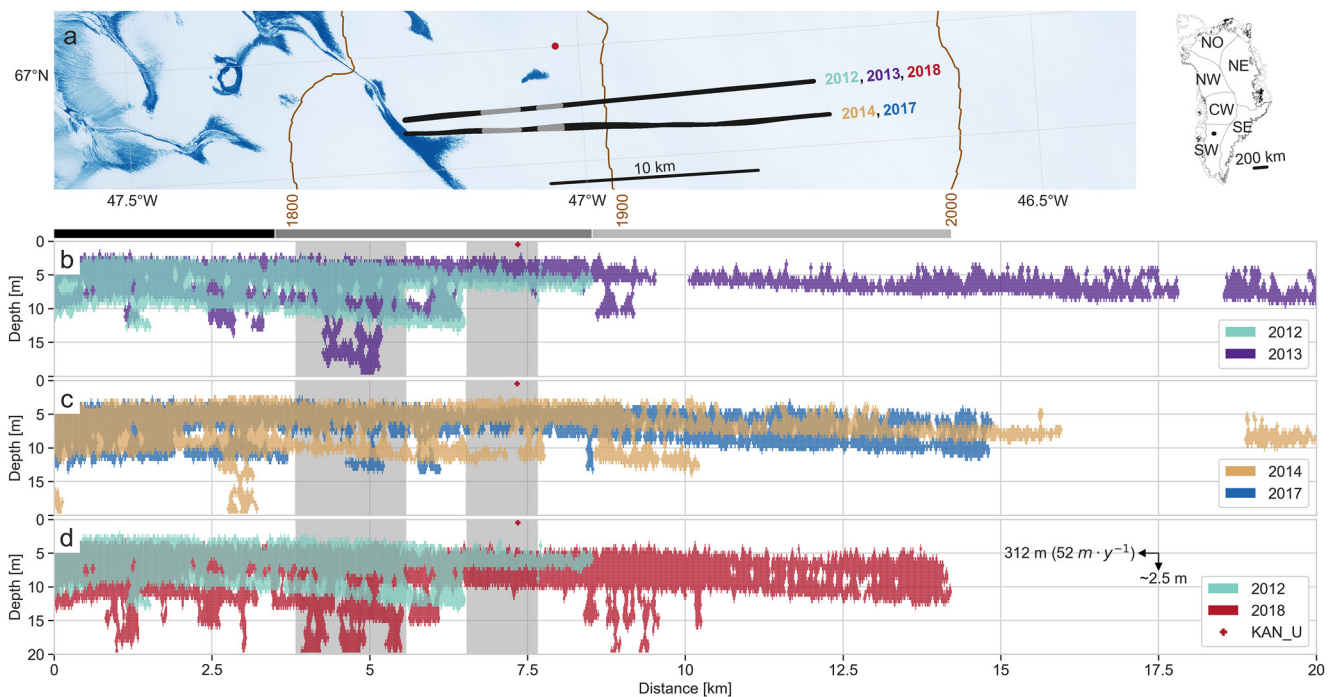 a
67°N
2012, 2013, 2018
2014, 2017
10 km
47.5°W
1800
47°W
1900
2000
46.5°W
NO
NE
NW
CW
SE
SW
200 km
b
Depth [m]
0
5
10
15
2012
2013
c
Depth [m]
0
5
10
15
2014
2017
d
Depth [m]
0
5
10
15
20
312 m (52 m · y⁻¹)
~2.5 m
2012
2018
KAN_U
0
2.5
5
7.5
10
12.5
15
17.5
20
Distance [km]